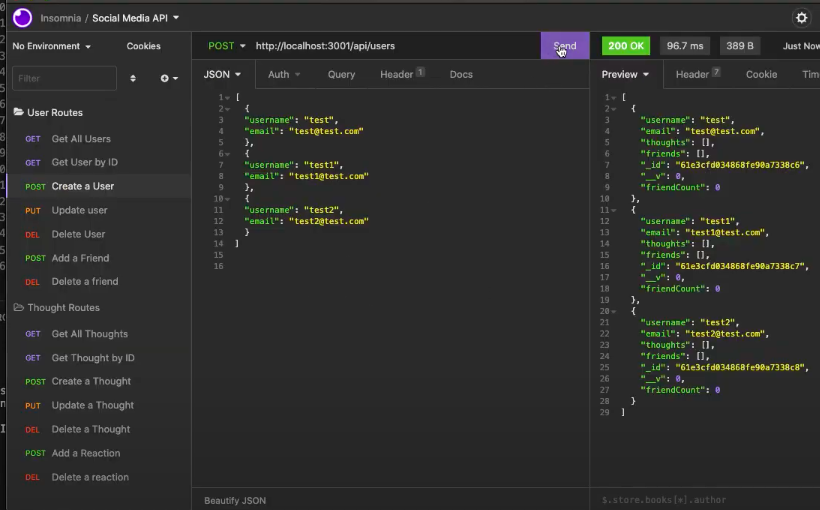 Insomnia / Social Media API
No Environment
Cookies
Filter
User Routes
GET Get All Users
GET Get User by ID
POST Create a User
PUT Update user
DEL Delete User
POST Add a Friend
DEL Delete a friend
Thought Routes
GET Get All Thoughts
GET Get Thought by ID
POST Create a Thought
PUT Update a Thought
DEL Delete a Thought
POST Add a Reaction
DEL Delete a reaction
POST http://localhost:3001/api/users Send
JSON Auth Query Header 1 Docs
1 [
2 {
3 "username": "test",
4 "email": "test@test.com"
5 },
6 {
7 "username": "test1",
8 "email": "test1@test.com"
9 },
10 {
11 "username": "test2",
12 "email": "test2@test.com"
13 }
14 ]
15
16
Beautify JSON
200 OK 96.7 ms 389 B Just Now
Preview Header 7 Cookie Tim
1 [
2 {
3 "username": "test",
4 "email": "test@test.com",
5 "thoughts": [],
6 "friends": [],
7 "_id": "61e3cfd034868fe90a7338c6",
8 "__v": 0,
9 "friendCount": 0
10 },
11 {
12 "username": "test1",
13 "email": "test1@test.com",
14 "thoughts": [],
15 "friends": [],
16 "_id": "61e3cfd034868fe90a7338c7",
17 "__v": 0,
18 "friendCount": 0
19 },
20 {
21 "username": "test2",
22 "email": "test2@test.com",
23 "thoughts": [],
24 "friends": [],
25 "_id": "61e3cfd034868fe90a7338c8",
26 "__v": 0,
27 "friendCount": 0
28 }
29 ]
$.store.books[*].author